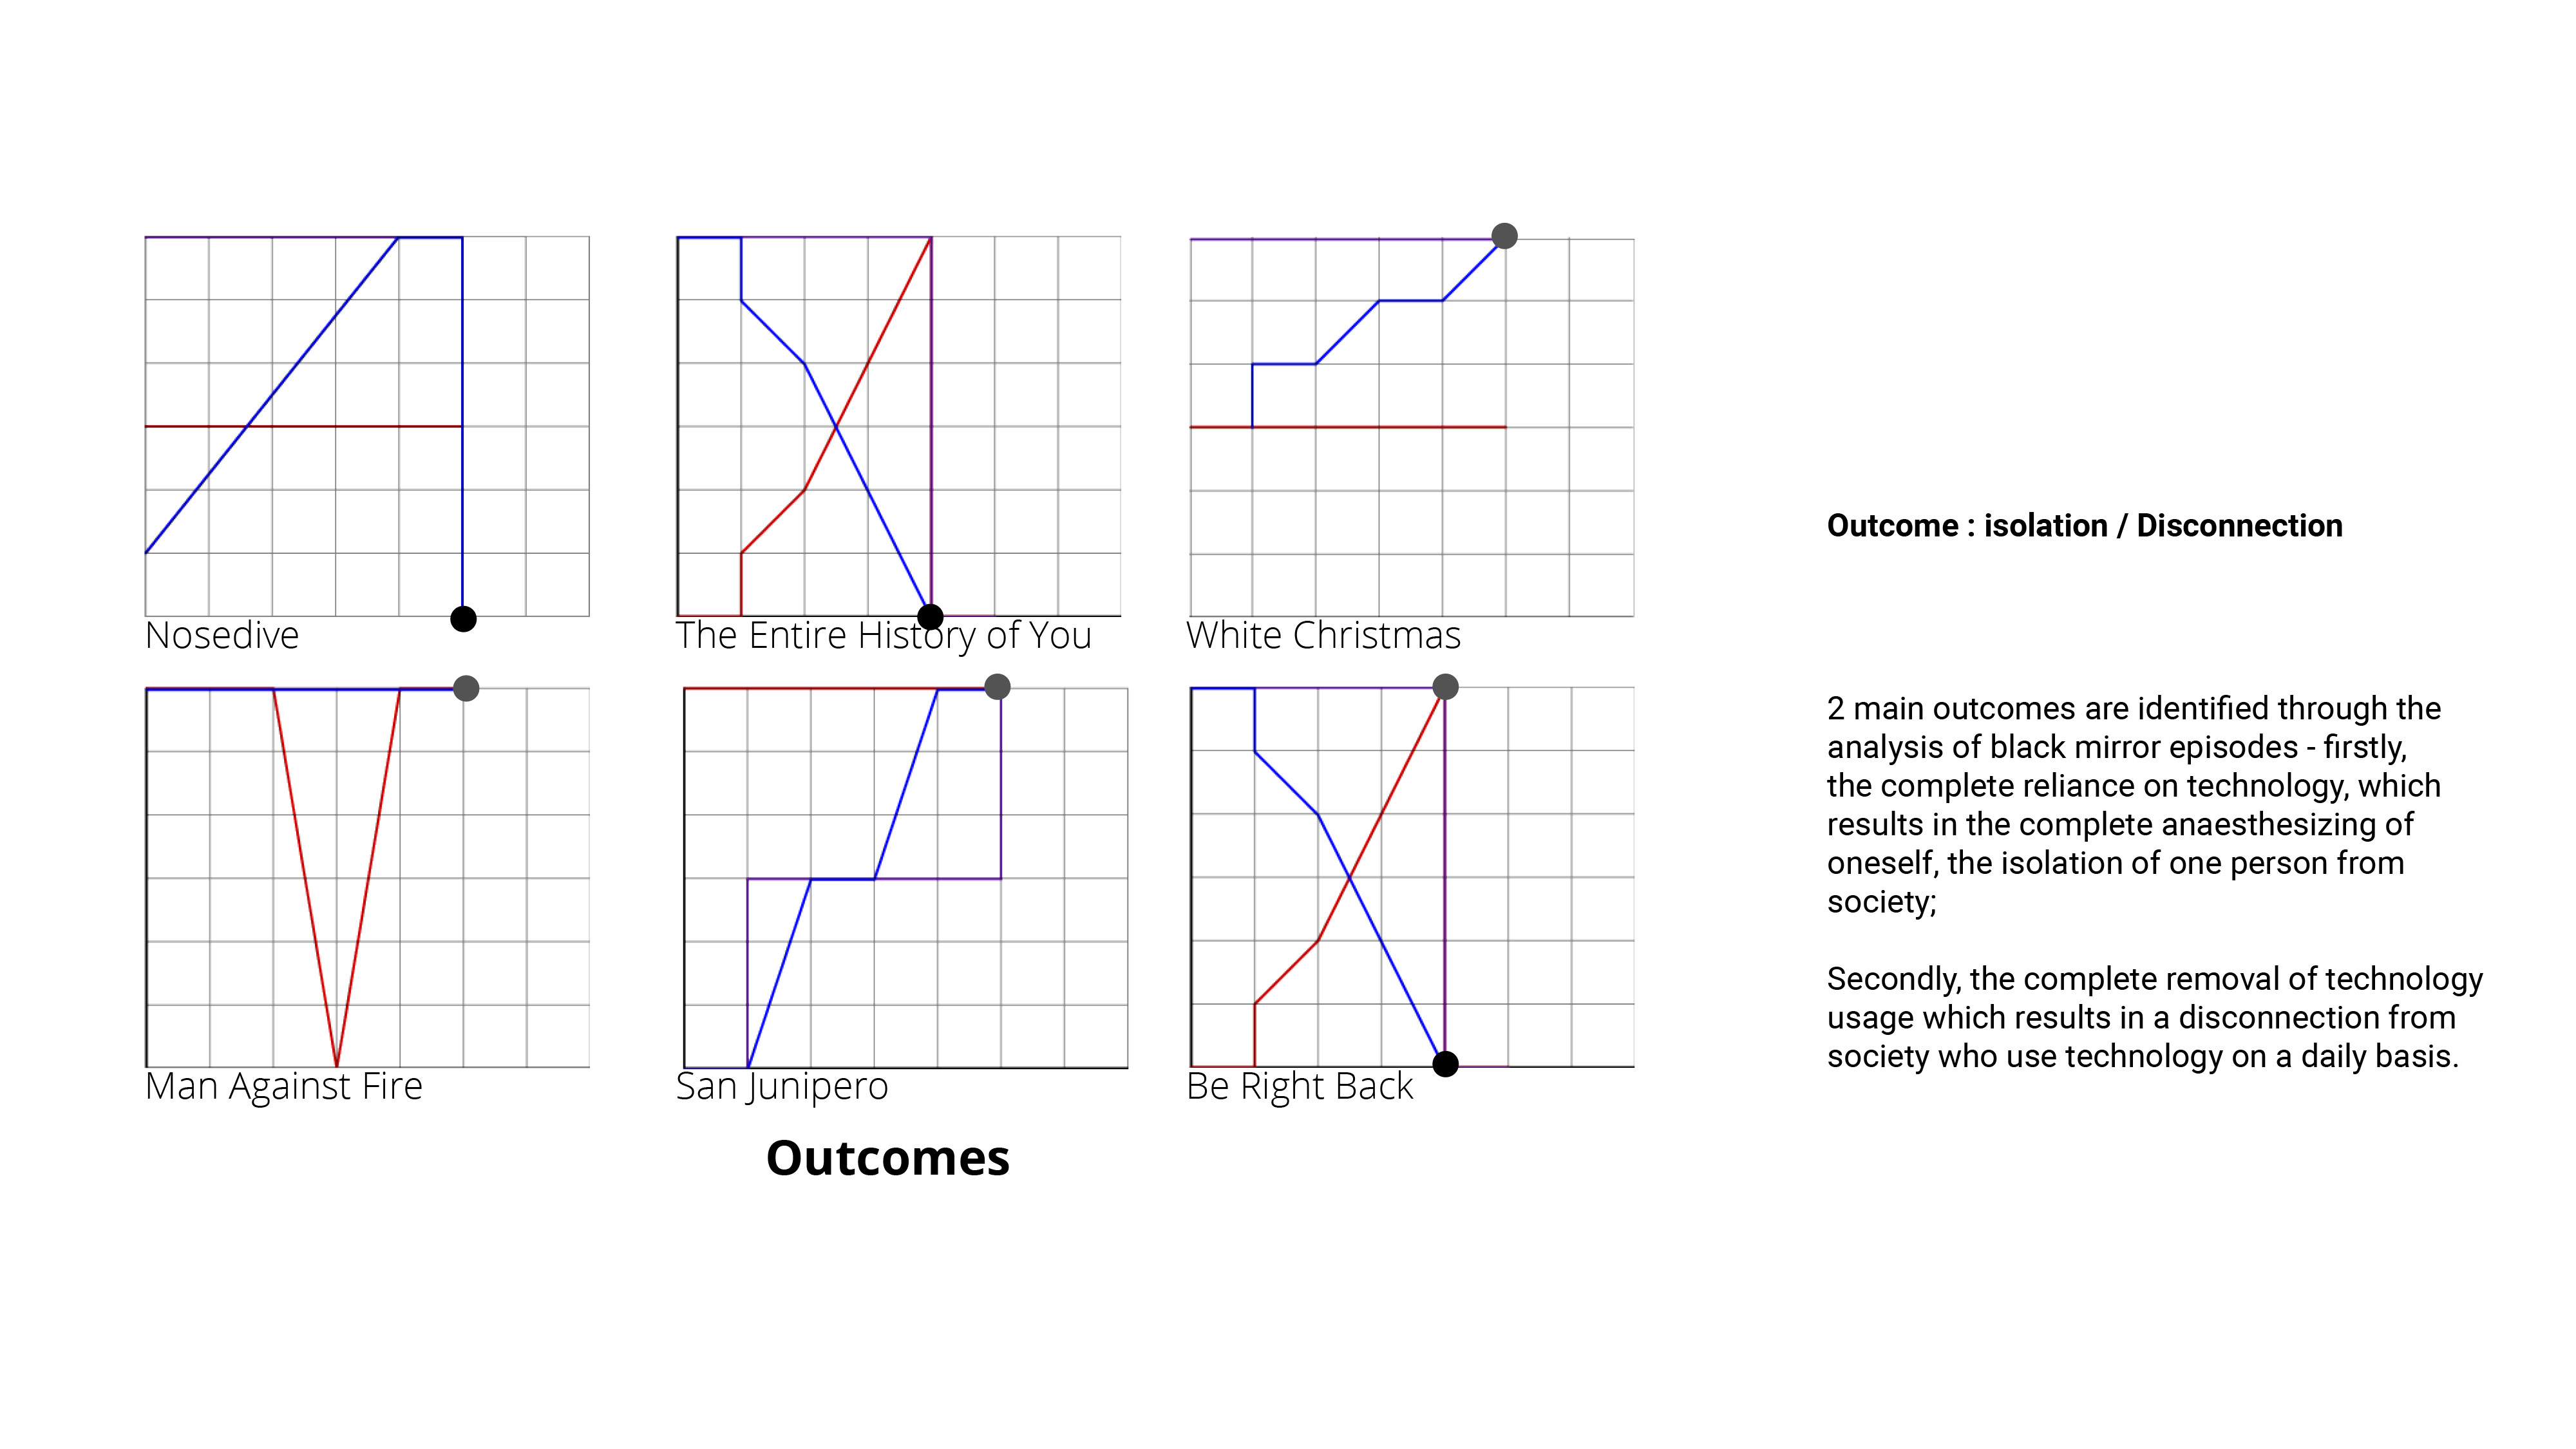 Nosedive
The Entire History of You
White Christmas
Man Against Fire
San Junipero
Be Right Back
Outcomes
Outcome : isolation / Disconnection
2 main outcomes are identified through the
analysis of black mirror episodes - firstly,
the complete reliance on technology, which
results in the complete anaesthesizing of
oneself, the isolation of one person from
society;
Secondly, the complete removal of technology
usage which results in a disconnection from
society who use technology on a daily basis.